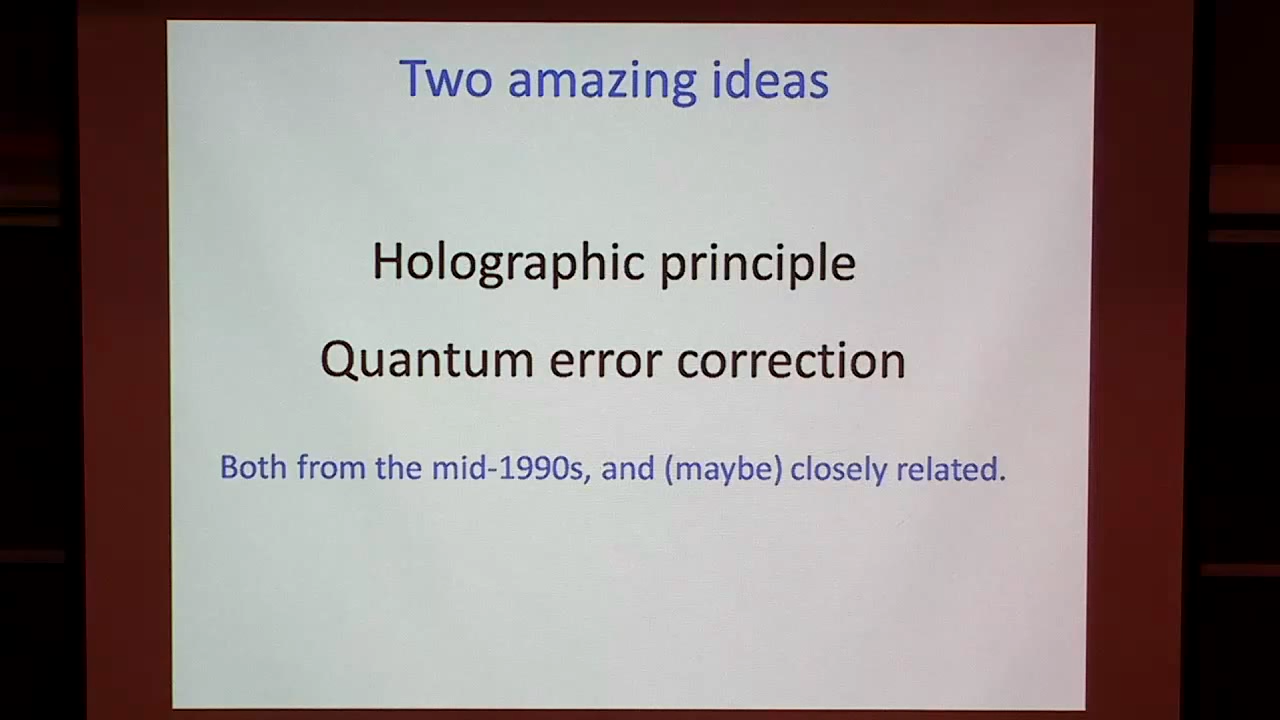 Two amazing ideas
Holographic principle
Quantum error correction
Both from the mid-1990s, and (maybe) closely related.